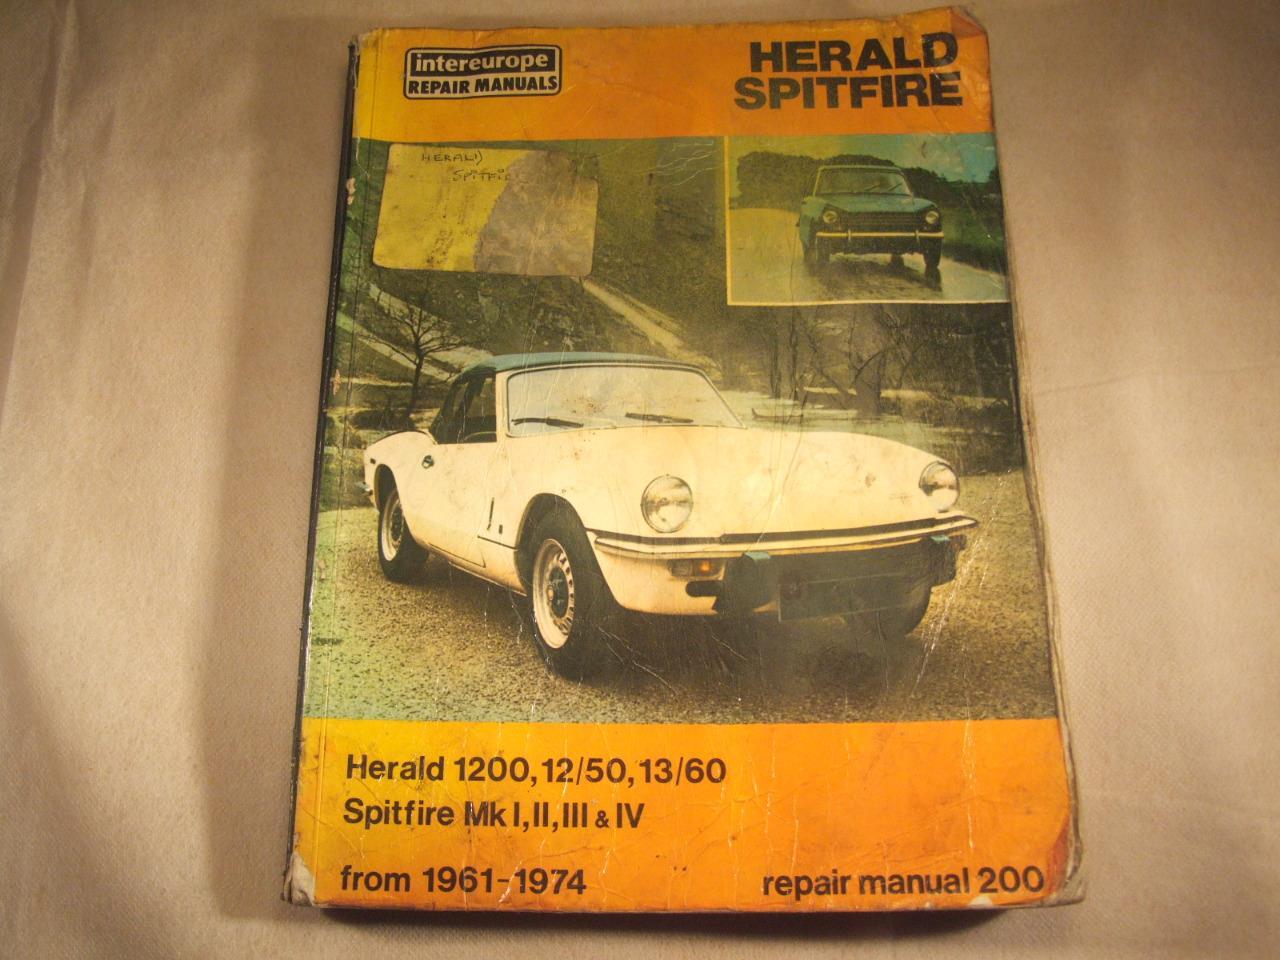 intereurope
REPAIR MANUALS
HERALD
SPITFIRE
HERALD
Herald 1200, 12/50, 13/60
Spitfire Mk I, II, III & IV
from 1961-1974
repair manual 200